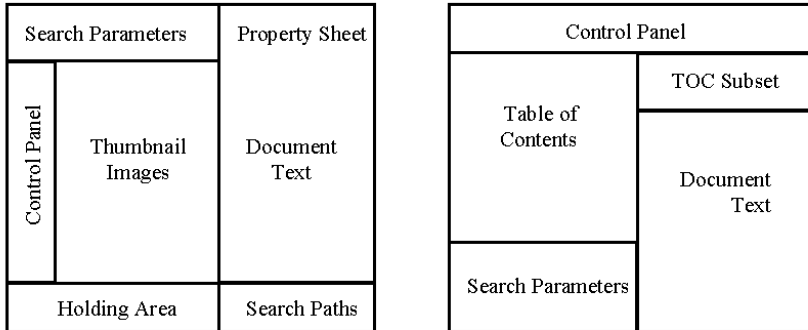 Search Parameters
Property Sheet
Control Panel
Thumbnail
Images
Document
Text
Holding Area
Search Paths
Control Panel
Table of
Contents
TOC Subset
Document
Text
Search Parameters